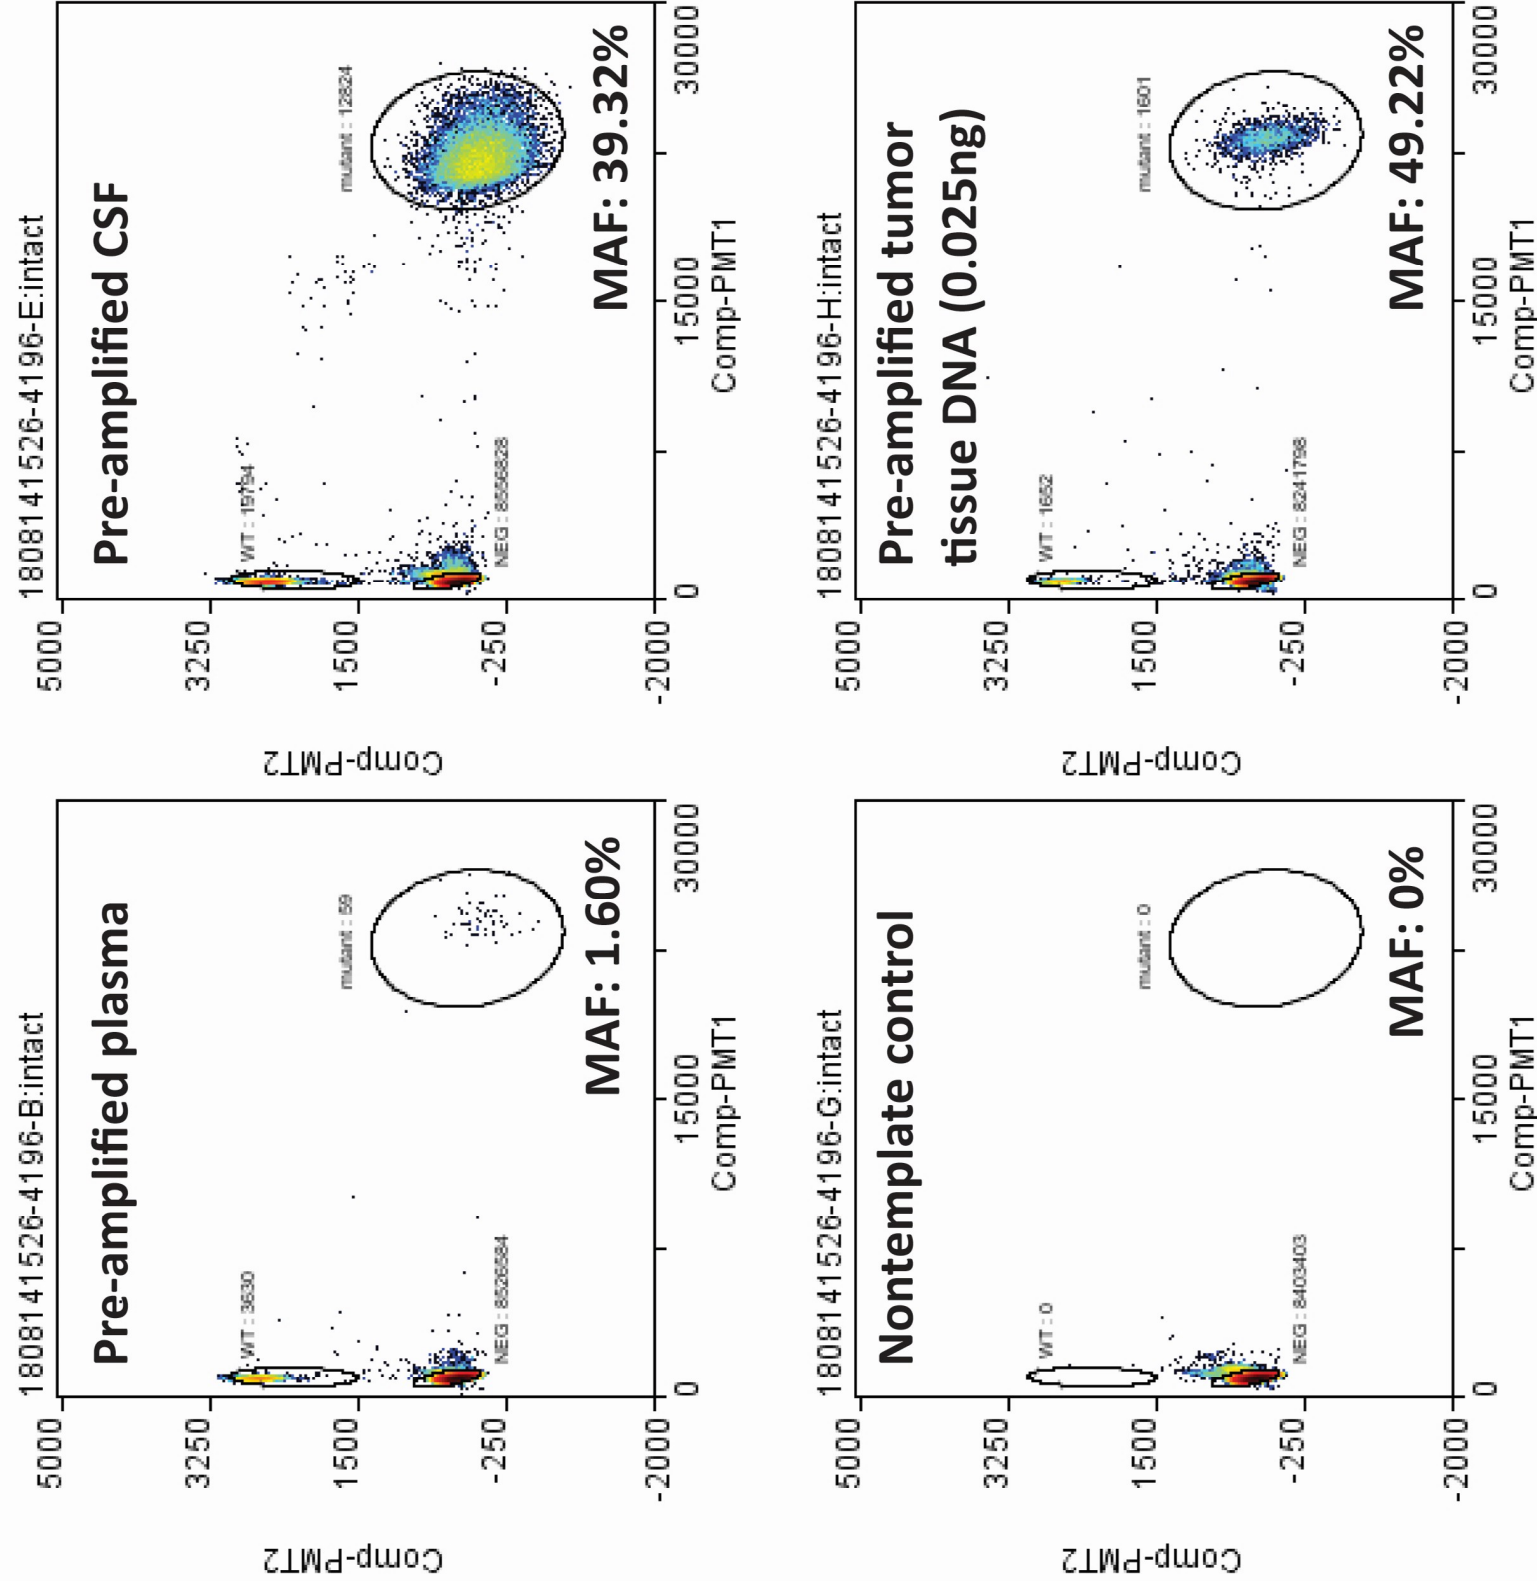 1808141526-4196-B:intact
Pre-amplified plasma
5000
3250
1500
-250
-2000
Comp-PMT2
WT : 3630
mutant : 59
NEG : 8526584
MAF: 1.60%
0
15000
30000
Comp-PMT1
1808141526-4196-E:intact
Pre-amplified CSF
5000
3250
1500
-250
-2000
Comp-PMT2
WT : 19794
mutant : 12824
NEG : 8556828
MAF: 39.32%
0
15000
30000
Comp-PMT1
1808141526-4196-G:intact
Nontemplate control
5000
3250
1500
-250
-2000
Comp-PMT2
WT : 0
mutant : 0
NEG : 8403403
MAF: 0%
0
15000
30000
Comp-PMT1
1808141526-4196-H:intact
Pre-amplified tumor
tissue DNA (0.025ng)
5000
3250
1500
-250
-2000
Comp-PMT2
WT : 1652
mutant : 1601
NEG : 8241798
MAF: 49.22%
0
15000
30000
Comp-PMT1